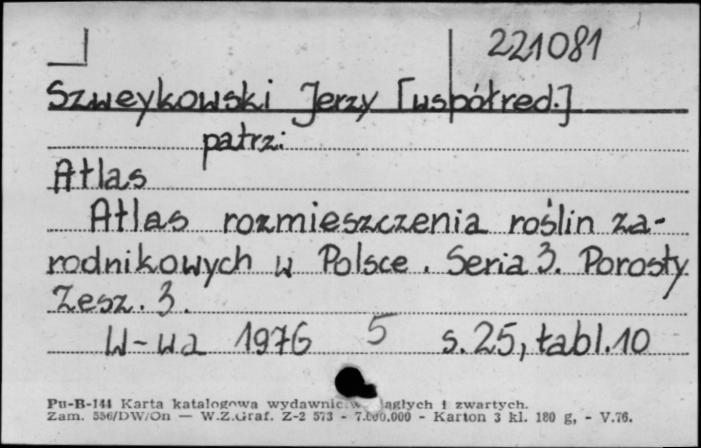 221081
Szweykowski Jerzy [współred.]
patrz:
Atlas
Atlas rozmieszczenia roślin za-
rodnikowych w Polsce. Seria 3. Porosty
Zesz. 3.
W-wa 1976 5 s. 25, tabl. 10
Pu-B-144 Karta katalogowa wydawnictw ciągłych i zwartych.
Zam. 556/DW/On — W.Z.Graf. Z-2 573 - 7.000.000 - Karton 3 kl. 180 g, - V.76.